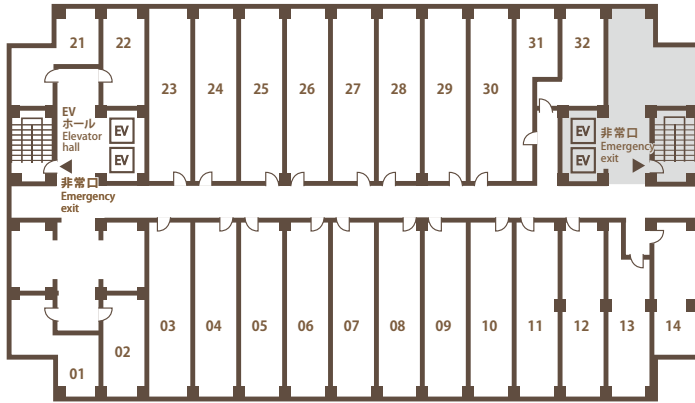 21
22
23
24
25
26
27
28
29
30
31
32
EV
ホール
Elevator
hall
EV
EV
非常口
Emergency
exit
EV
EV
非常口
Emergency
exit
01
02
03
04
05
06
07
08
09
10
11
12
13
14